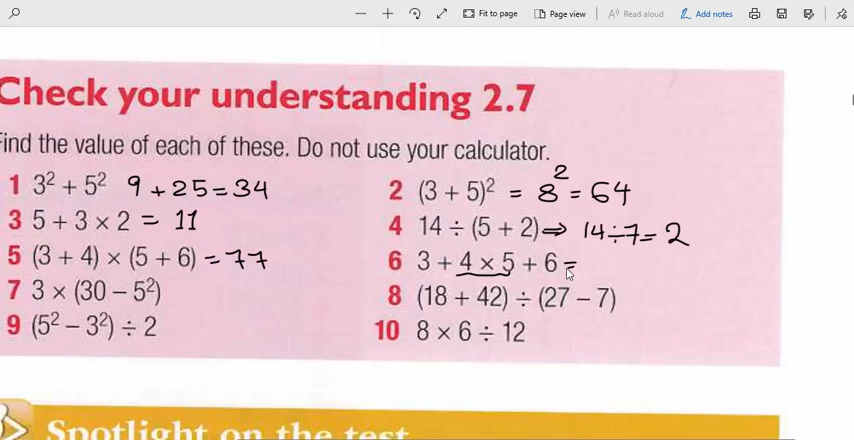 Fit to page Page view Read aloud Add notes
Check your understanding 2.7
Find the value of each of these. Do not use your calculator.
1 3² + 5² 9 + 25 = 34
2 (3 + 5)² = 8² = 64
3 5 + 3 × 2 = 11
4 14 ÷ (5 + 2) ⇒ 14 ÷ 7 = 2
5 (3 + 4) × (5 + 6) = 77
6 3 + 4 × 5 + 6 =
7 3 × (30 – 5²)
8 (18 + 42) ÷ (27 – 7)
9 (5² – 3²) ÷ 2
10 8 × 6 ÷ 12
Spotlight on the test